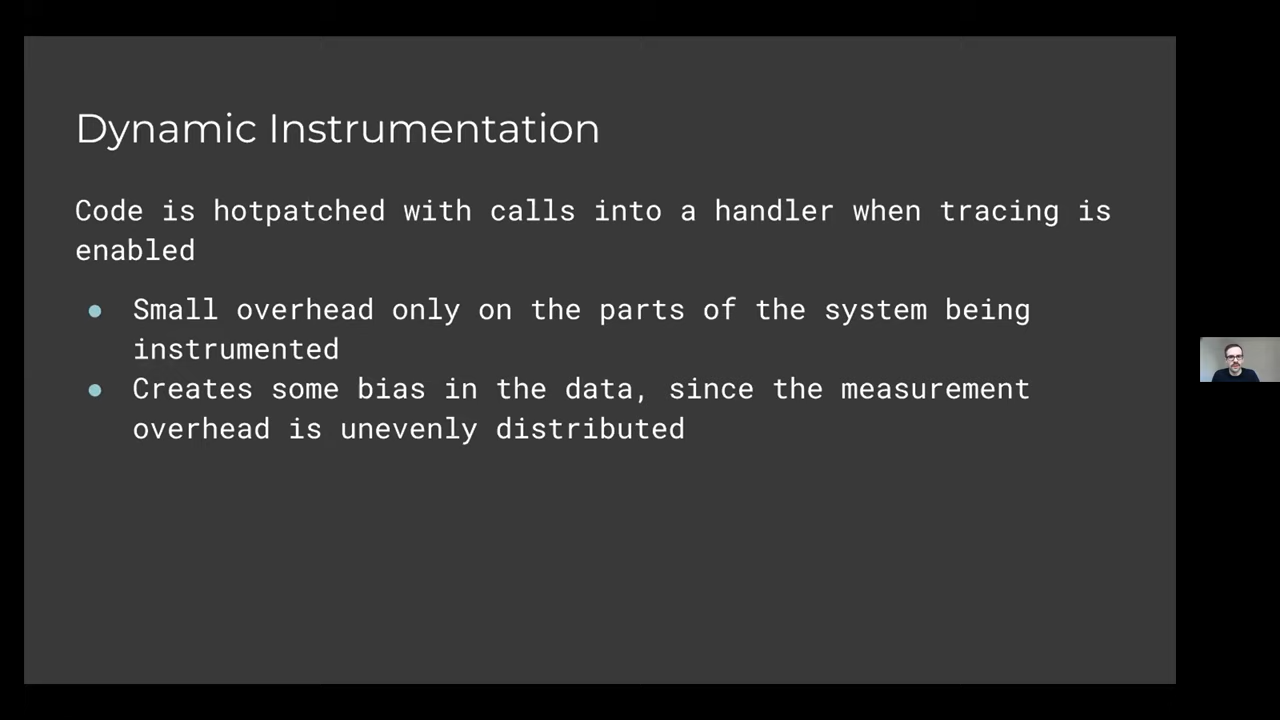 Dynamic Instrumentation
Code is hotpatched with calls into a handler when tracing is
enabled
● Small overhead only on the parts of the system being
instrumented
● Creates some bias in the data, since the measurement
overhead is unevenly distributed